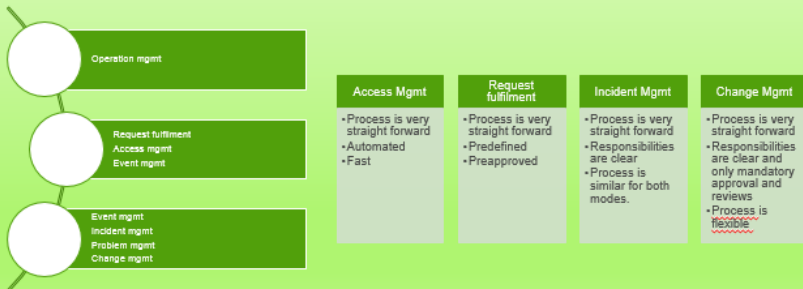 Operation mgmt
Request fulfilment
Access mgmt
Event mgmt
Event mgmt
Incident mgmt
Problem mgmt
Change mgmt
Access Mgmt
•Process is very
straight forward
•Automated
•Fast
Request
fulfilment
•Process is very
straight forward
•Predefined
•Preapproved
Incident Mgmt
•Process is very
straight forward
•Responsibilities
are clear
•Process is
similar for both
modes.
Change Mgmt
•Process is very
straight forward
•Responsibilities
are clear and
only mandatory
approval and
reviews
•Process is
flexible